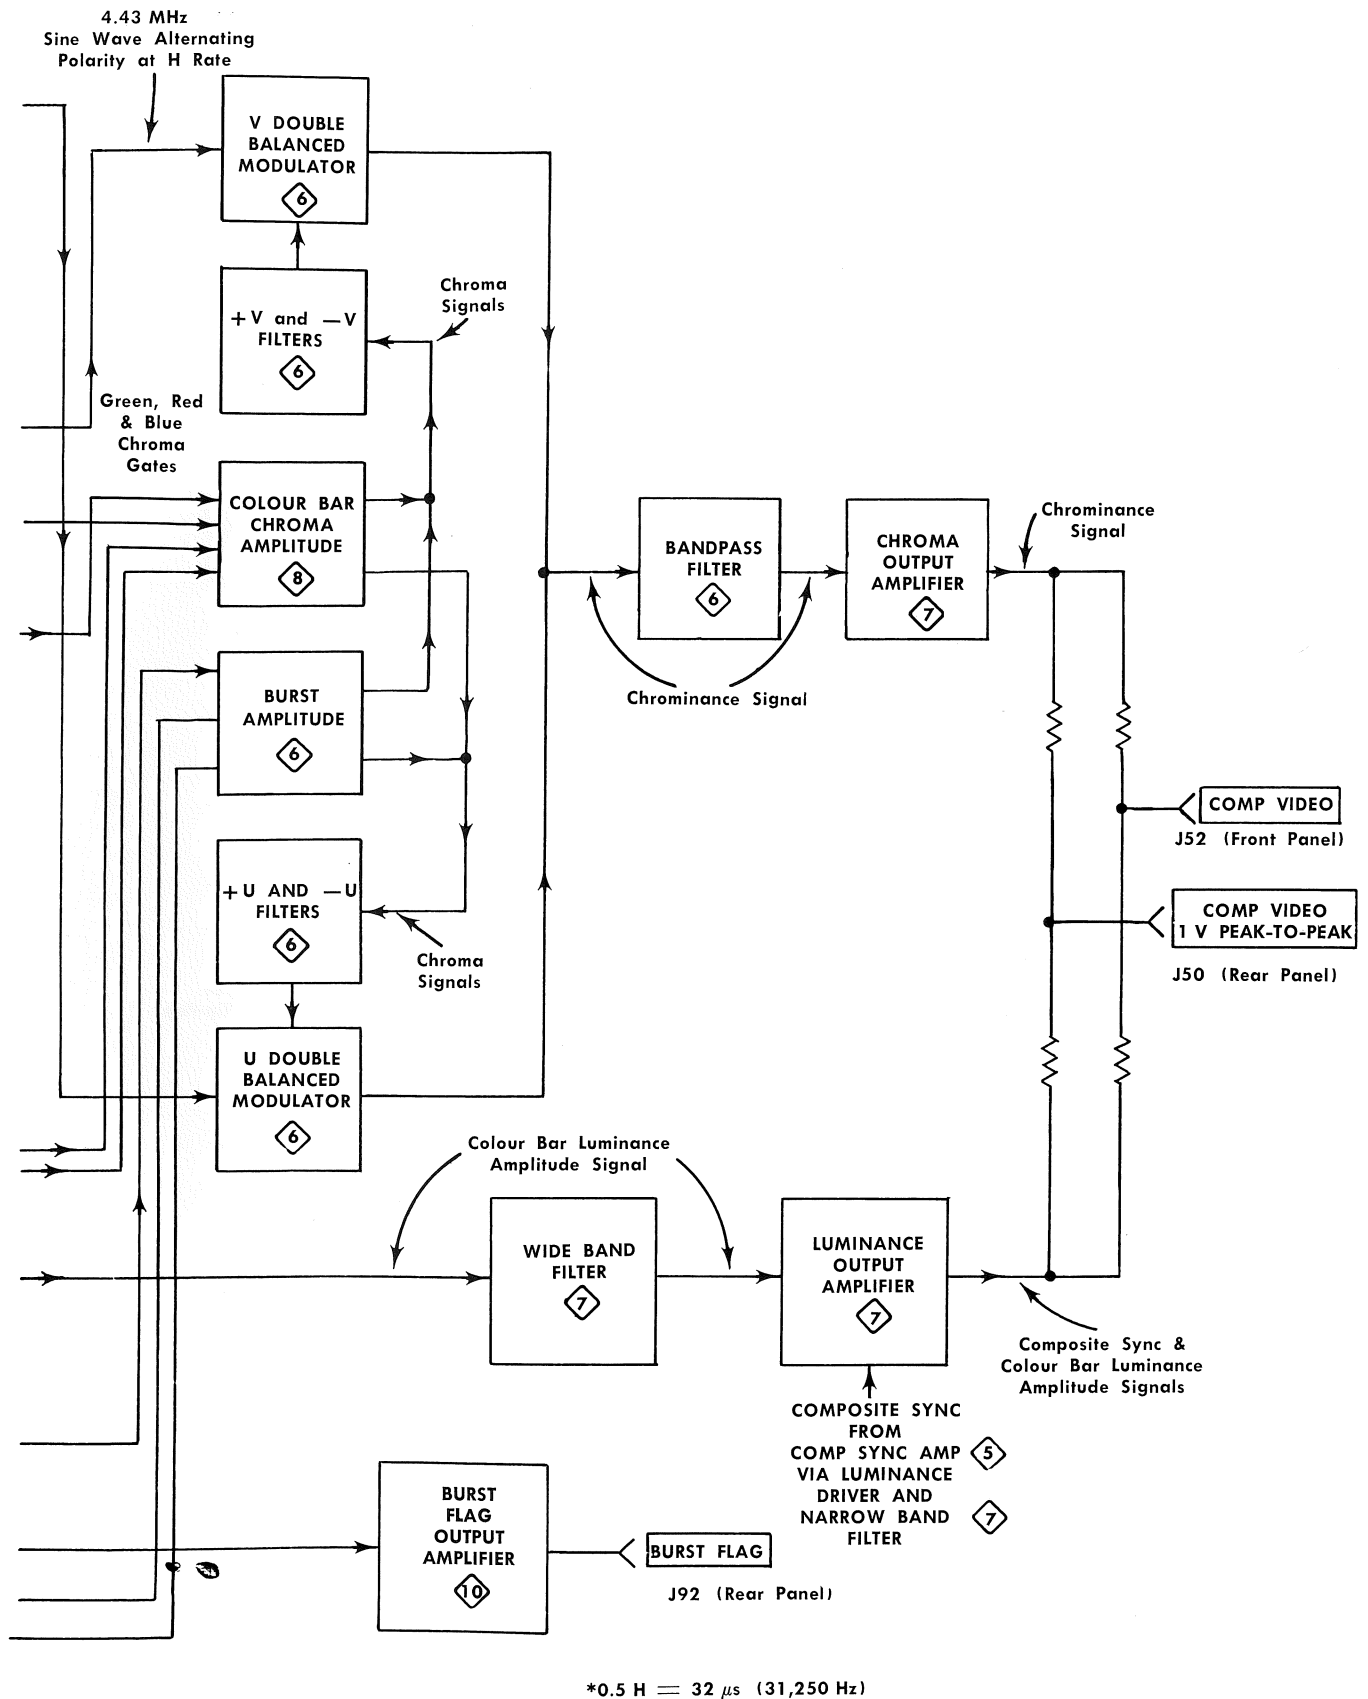 4.43 MHz
Sine Wave Alternating
Polarity at H Rate
V DOUBLE
BALANCED
MODULATOR
6
Chroma
Signals
+V and —V
FILTERS
6
Green, Red
& Blue
Chroma
Gates
COLOUR BAR
CHROMA
AMPLITUDE
8
BANDPASS
FILTER
6
CHROMA
OUTPUT
AMPLIFIER
7
Chrominance
Signal
Chrominance Signal
BURST
AMPLITUDE
6
COMP VIDEO
J52 (Front Panel)
+U AND —U
FILTERS
6
COMP VIDEO
1 V PEAK-TO-PEAK
J50 (Rear Panel)
Chroma
Signals
U DOUBLE
BALANCED
MODULATOR
6
Colour Bar Luminance
Amplitude Signal
WIDE BAND
FILTER
7
LUMINANCE
OUTPUT
AMPLIFIER
7
Composite Sync &
Colour Bar Luminance
Amplitude Signals
COMPOSITE SYNC
FROM
COMP SYNC AMP 5
VIA LUMINANCE
DRIVER AND
NARROW BAND 7
FILTER
BURST
FLAG
OUTPUT
AMPLIFIER
10
BURST FLAG
J92 (Rear Panel)
*0.5 H = 32 µs (31,250 Hz)